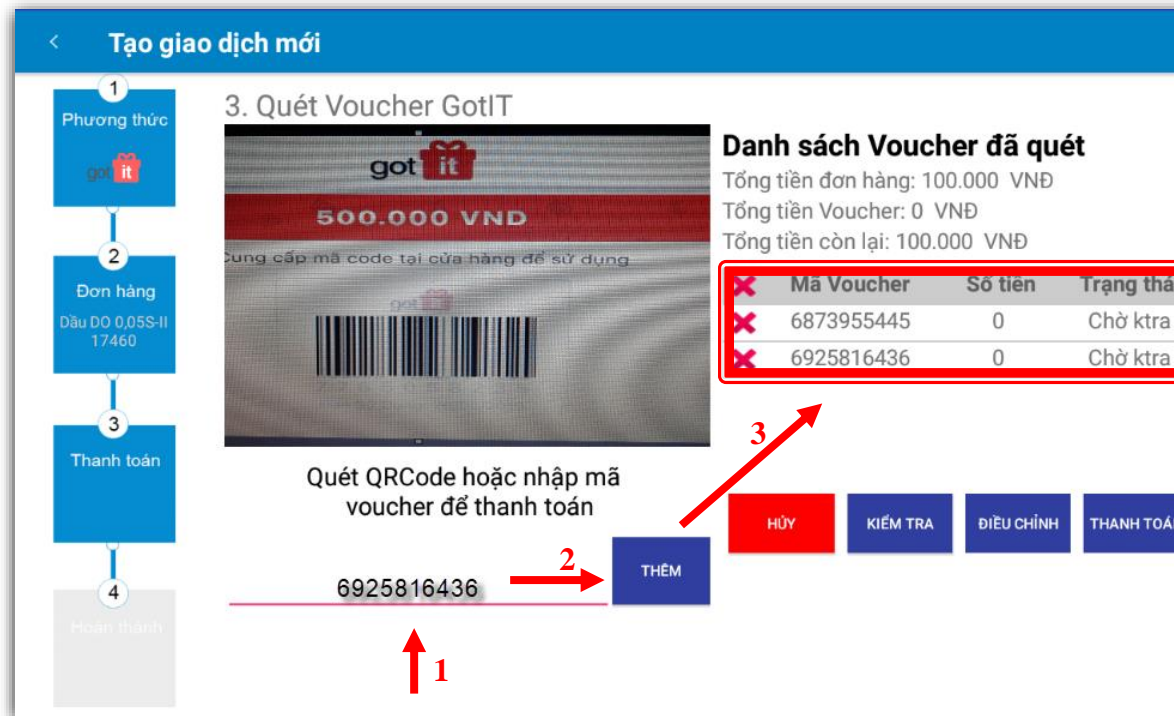 Tạo giao dịch mới
1
Phương thức
got it
2
Đơn hàng
Dầu DO 0,05S-II
17460
3
Thanh toán
4
Hoàn thành
3. Quét Voucher GotIT
got it
500.000 VND
Cung cấp mã code tại cửa hàng để sử dụng
got it
Quét QRCode hoặc nhập mã
voucher để thanh toán
6925816436
2
THÊM
1
Danh sách Voucher đã quét
Tổng tiền đơn hàng: 100.000 VNĐ
Tổng tiền Voucher: 0 VNĐ
Tổng tiền còn lại: 100.000 VNĐ
Mã Voucher Số tiền Trạng thá
6873955445 0 Chờ ktra
6925816436 0 Chờ ktra
3
HỦY KIỂM TRA ĐIỀU CHỈNH THANH TOÁ